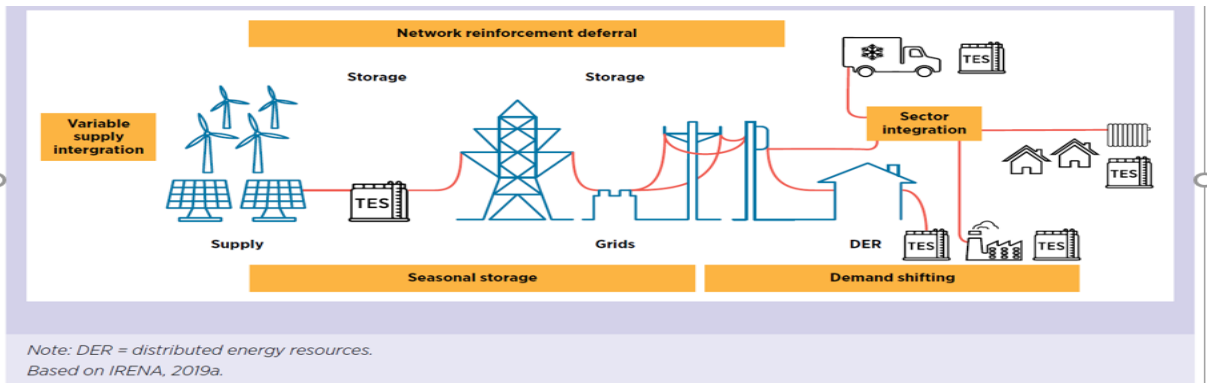 Network reinforcement deferral
Storage
Storage
TES
Variable
supply
intergration
Sector
integration
TES
TES
Supply
Grids
DER
TES
TES
Seasonal storage
Demand shifting
Note: DER = distributed energy resources.
Based on IRENA, 2019a.